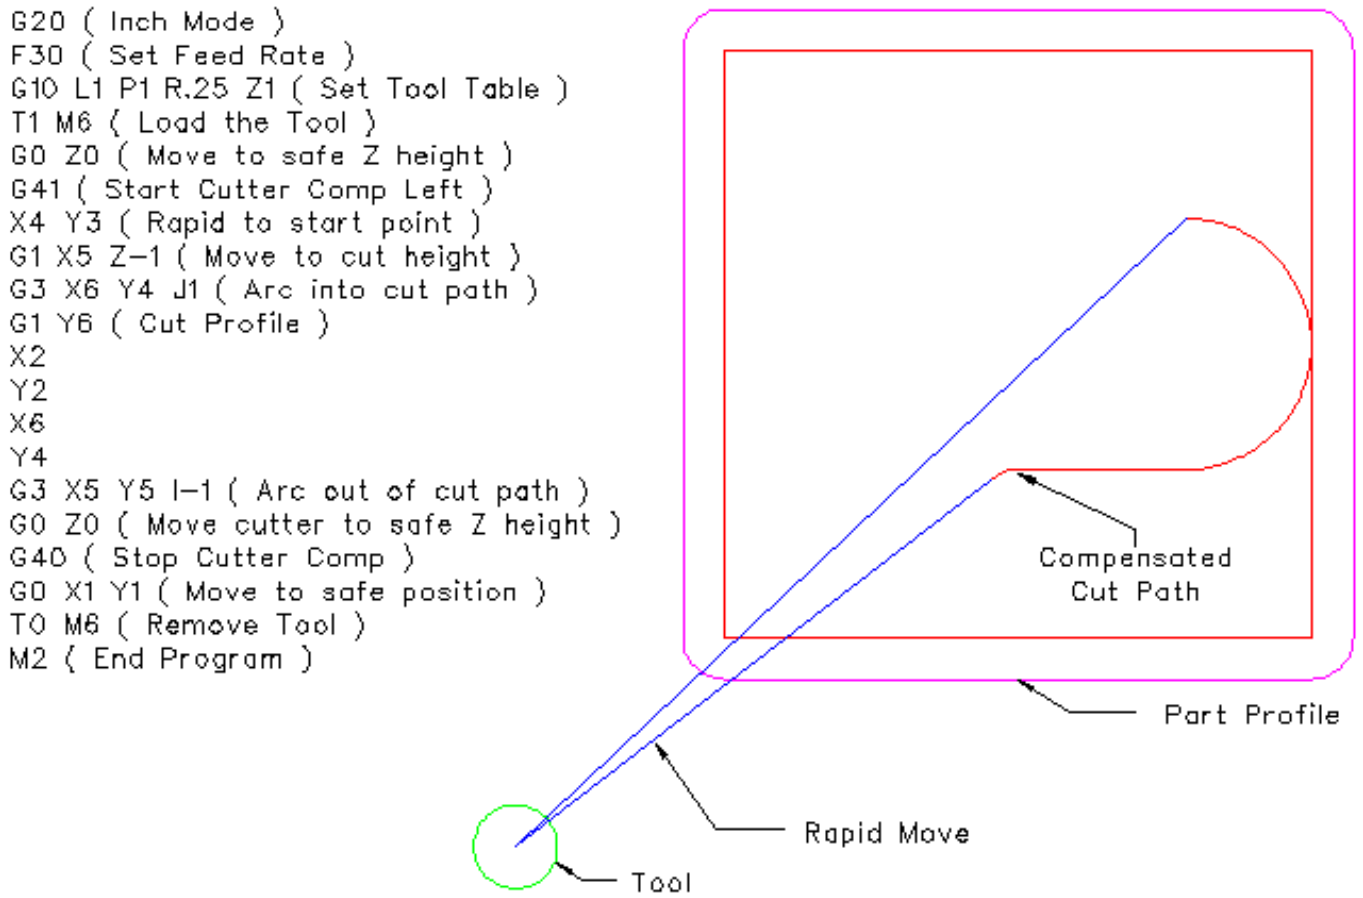 G20 ( Inch Mode )
F30 ( Set Feed Rate )
G10 L1 P1 R.25 Z1 ( Set Tool Table )
T1 M6 ( Load the Tool )
G0 Z0 ( Move to safe Z height )
G41 ( Start Cutter Comp Left )
X4 Y3 ( Rapid to start point )
G1 X5 Z-1 ( Move to cut height )
G3 X6 Y4 J1 ( Arc into cut path )
G1 Y6 ( Cut Profile )
X2
Y2
X6
Y4
G3 X5 Y5 I-1 ( Arc out of cut path )
G0 Z0 ( Move cutter to safe Z height )
G40 ( Stop Cutter Comp )
G0 X1 Y1 ( Move to safe position )
T0 M6 ( Remove Tool )
M2 ( End Program )
Compensated
Cut Path
Part Profile
Rapid Move
Tool